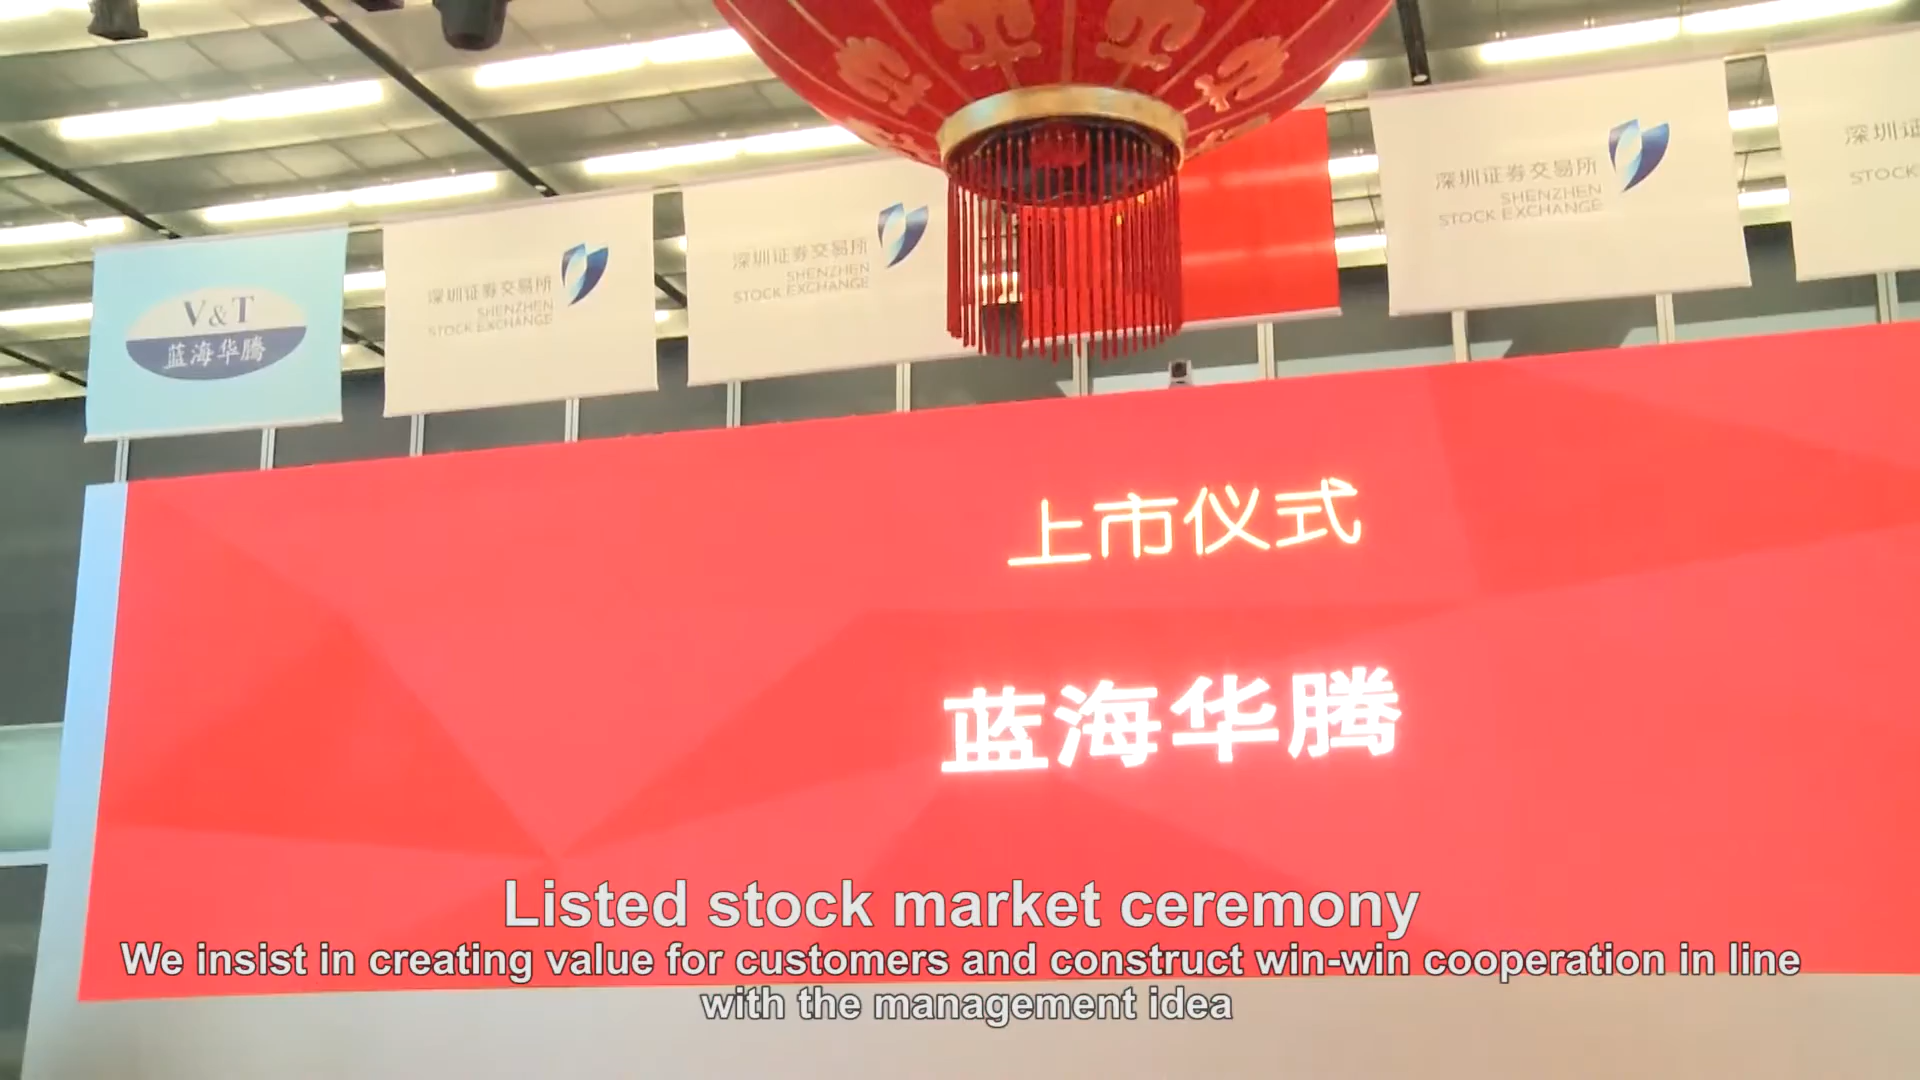 V&T
蓝海华腾
深圳证券交易所
SHENZHEN
STOCK EXCHANGE
深圳证券交易所
SHENZHEN
STOCK EXCHANGE
深圳证券交易所
SHENZHEN
STOCK EXCHANGE
深圳证
STOCK
上市仪式
蓝海华腾
Listed stock market ceremony
We insist in creating value for customers and construct win-win cooperation in line
with the management idea